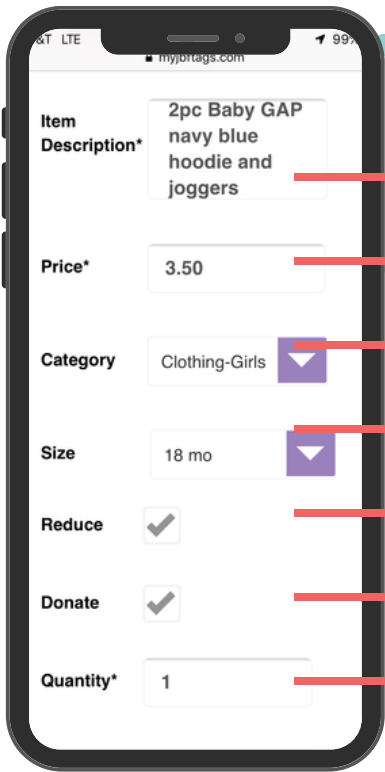 &T LTE 99%
myjbftags.com
Item
Description*
2pc Baby GAP
navy blue
hoodie and
joggers
Price*
3.50
Category
Clothing-Girls
Size
18 mo
Reduce
Donate
Quantity*
1